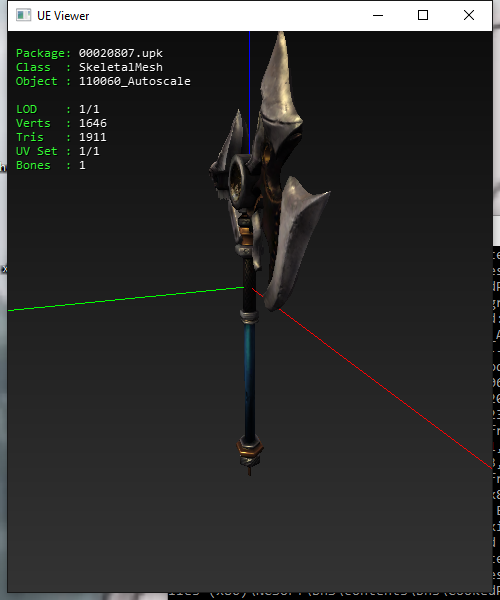 UE Viewer
Package: 00020807.upk
Class  : SkeletalMesh
Object : 110060_Autoscale
LOD    : 1/1
Verts  : 1646
Tris   : 1911
UV Set : 1/1
Bones  : 1